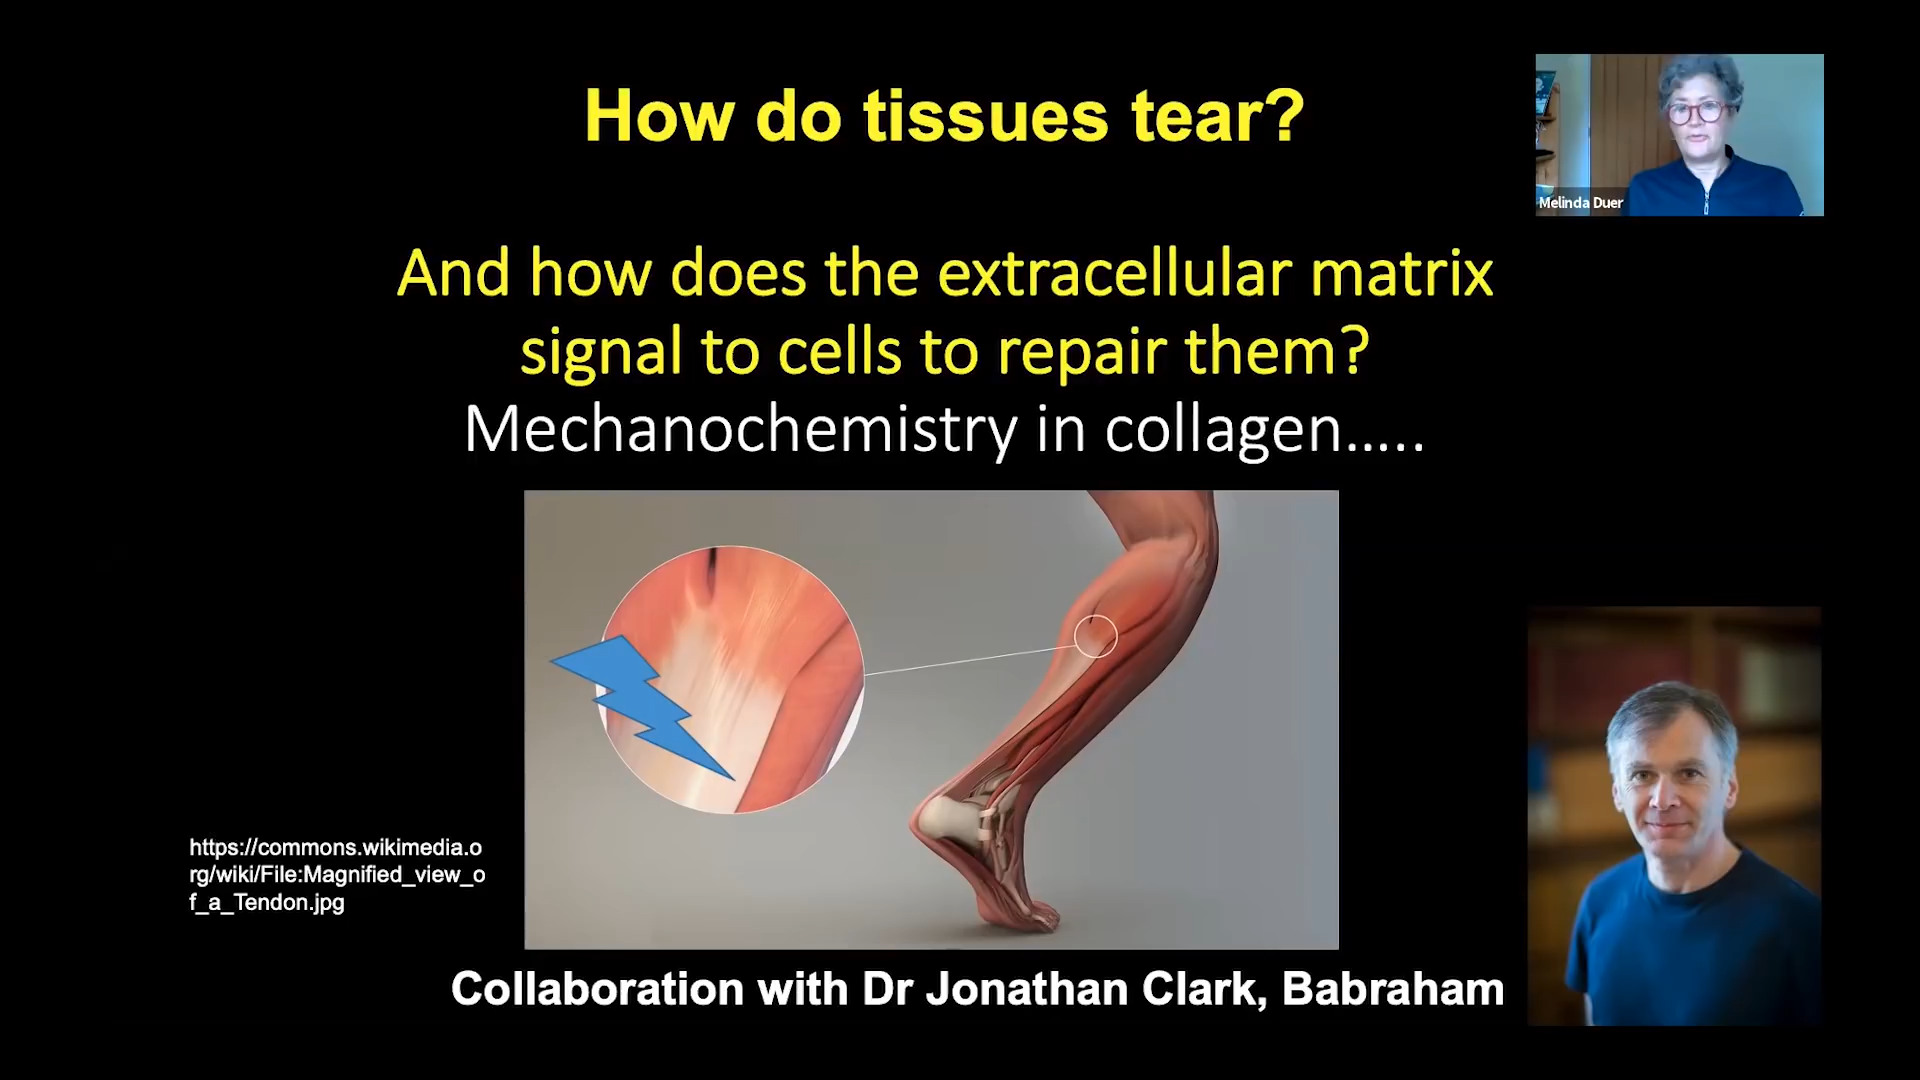 How do tissues tear?
Melinda Duer
And how does the extracellular matrix
signal to cells to repair them?
Mechanochemistry in collagen…..
https://commons.wikimedia.o
rg/wiki/File:Magnified_view_o
f_a_Tendon.jpg
Collaboration with Dr Jonathan Clark, Babraham